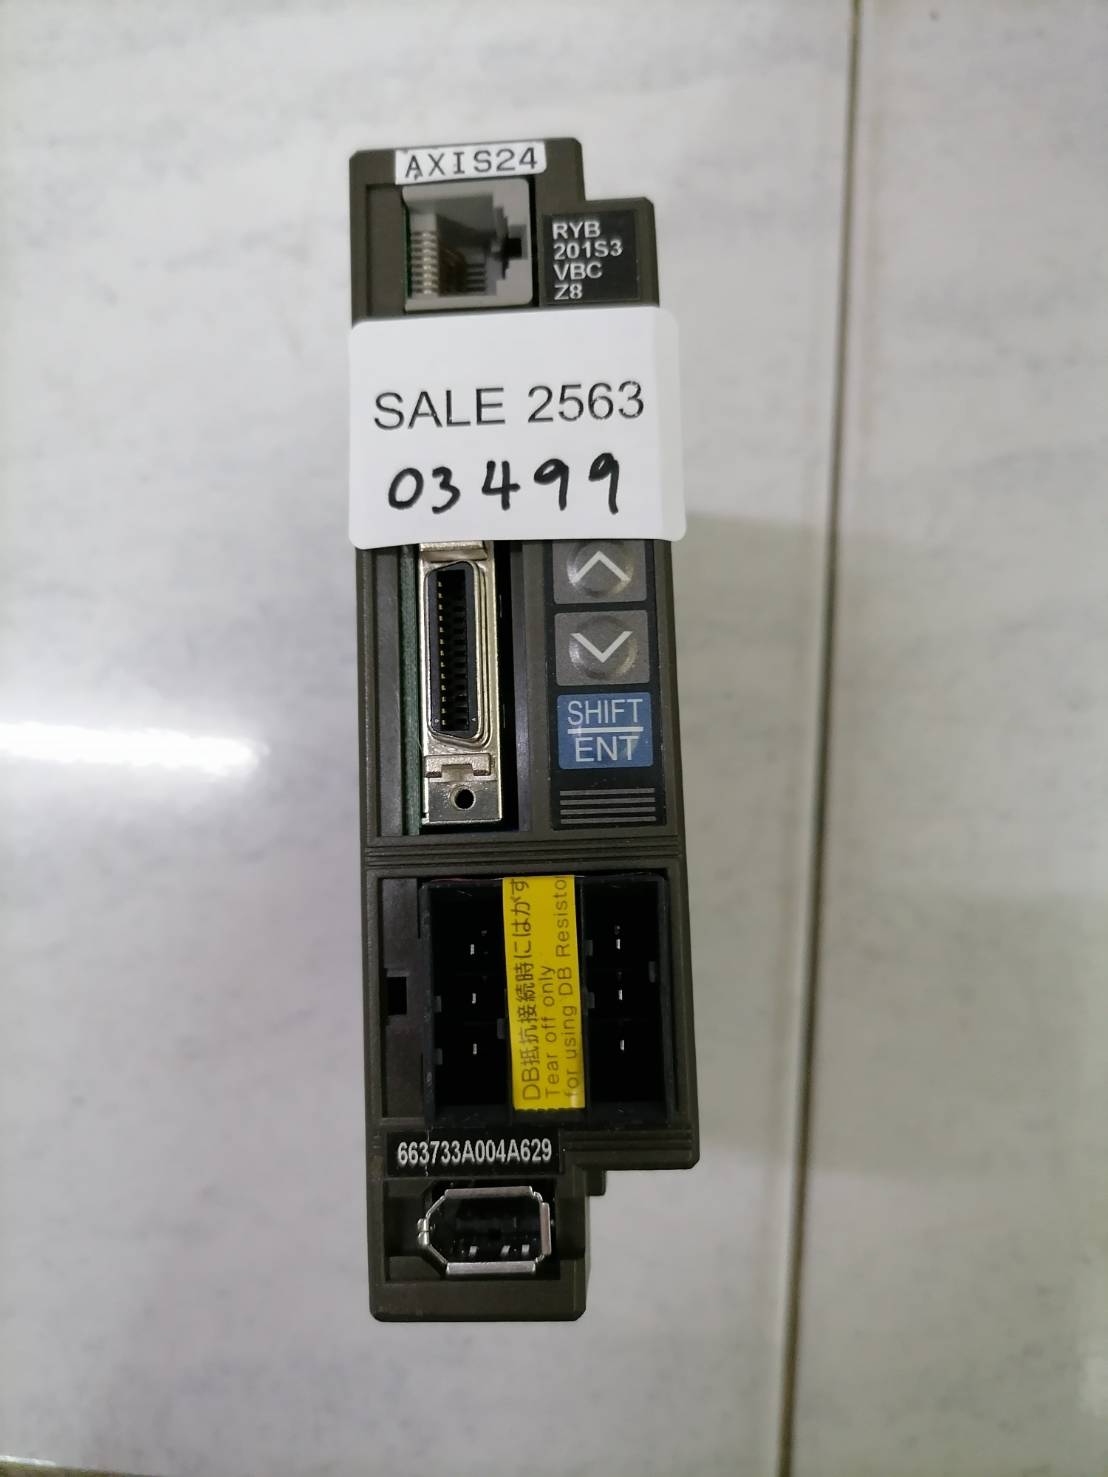 AXIS24
RYB
201S3
VBC
Z8
SALE 2563
03499
SHIFT
ENT
DB抵抗接続時にはがす
Tear off only
for using DB Resistor
663733A004A629